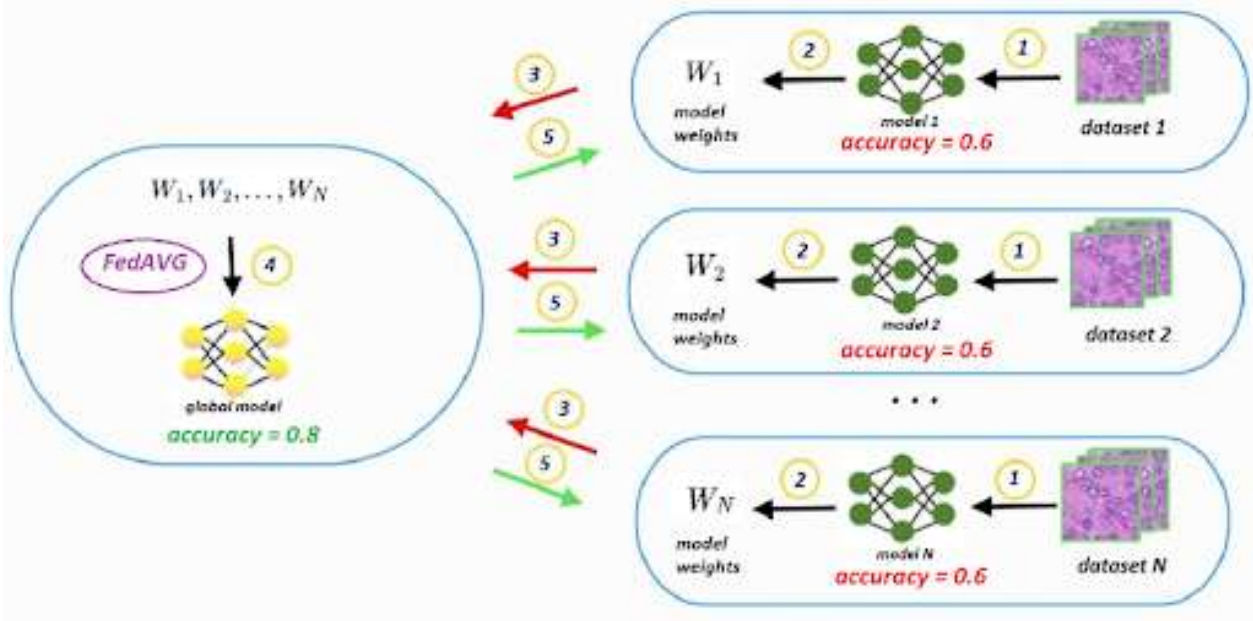 W₁, W₂, . . . , W_N
FedAVG
4
global model
accuracy = 0.8
3
5
3
5
3
5
W₁
model
weights
2
model 1
accuracy = 0.6
1
dataset 1
W₂
model
weights
2
model 2
accuracy = 0.6
1
dataset 2
. . .
W_N
model
weights
2
model N
accuracy = 0.6
1
dataset N